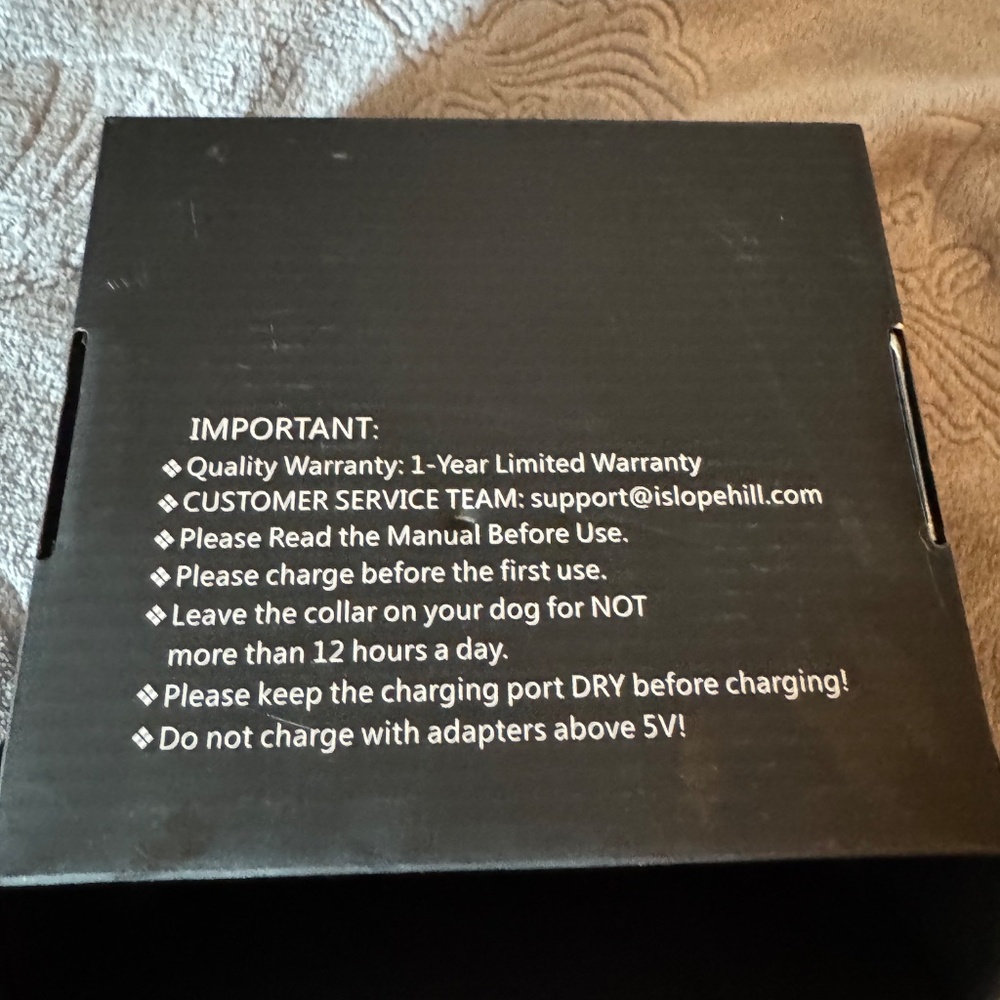 IMPORTANT:
❖Quality Warranty: 1-Year Limited Warranty
❖CUSTOMER SERVICE TEAM: support@islopehill.com
❖Please Read the Manual Before Use.
❖Please charge before the first use.
❖Leave the collar on your dog for NOT
more than 12 hours a day.
❖Please keep the charging port DRY before charging!
❖Do not charge with adapters above 5V!